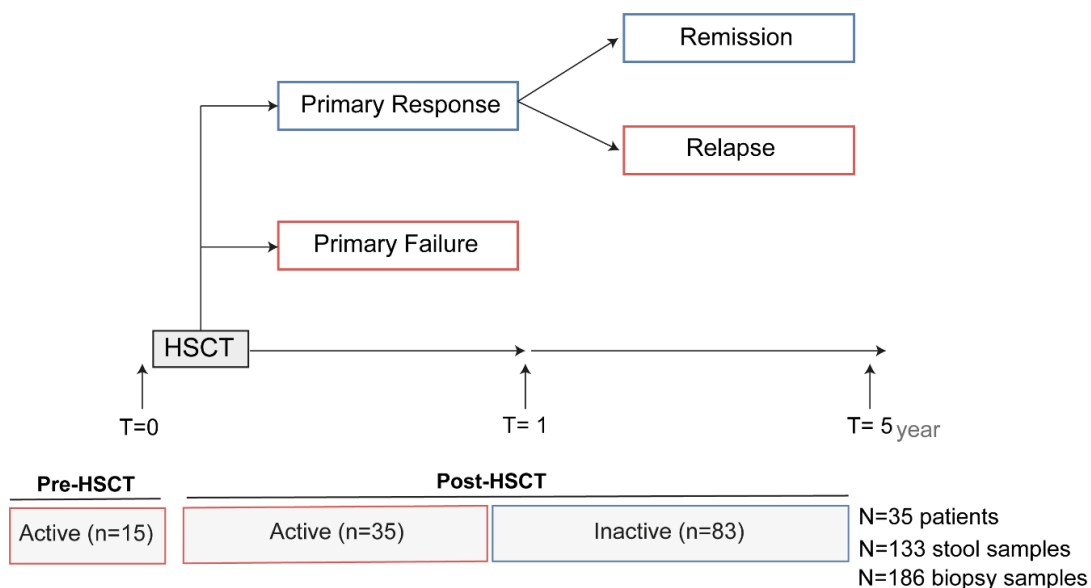 Remission
Primary Response
Relapse
Primary Failure
HSCT
T=0
T= 1
T= 5 year
Pre-HSCT
Post-HSCT
Active (n=15)
Active (n=35)
Inactive (n=83)
N=35 patients
N=133 stool samples
N=186 biopsy samples